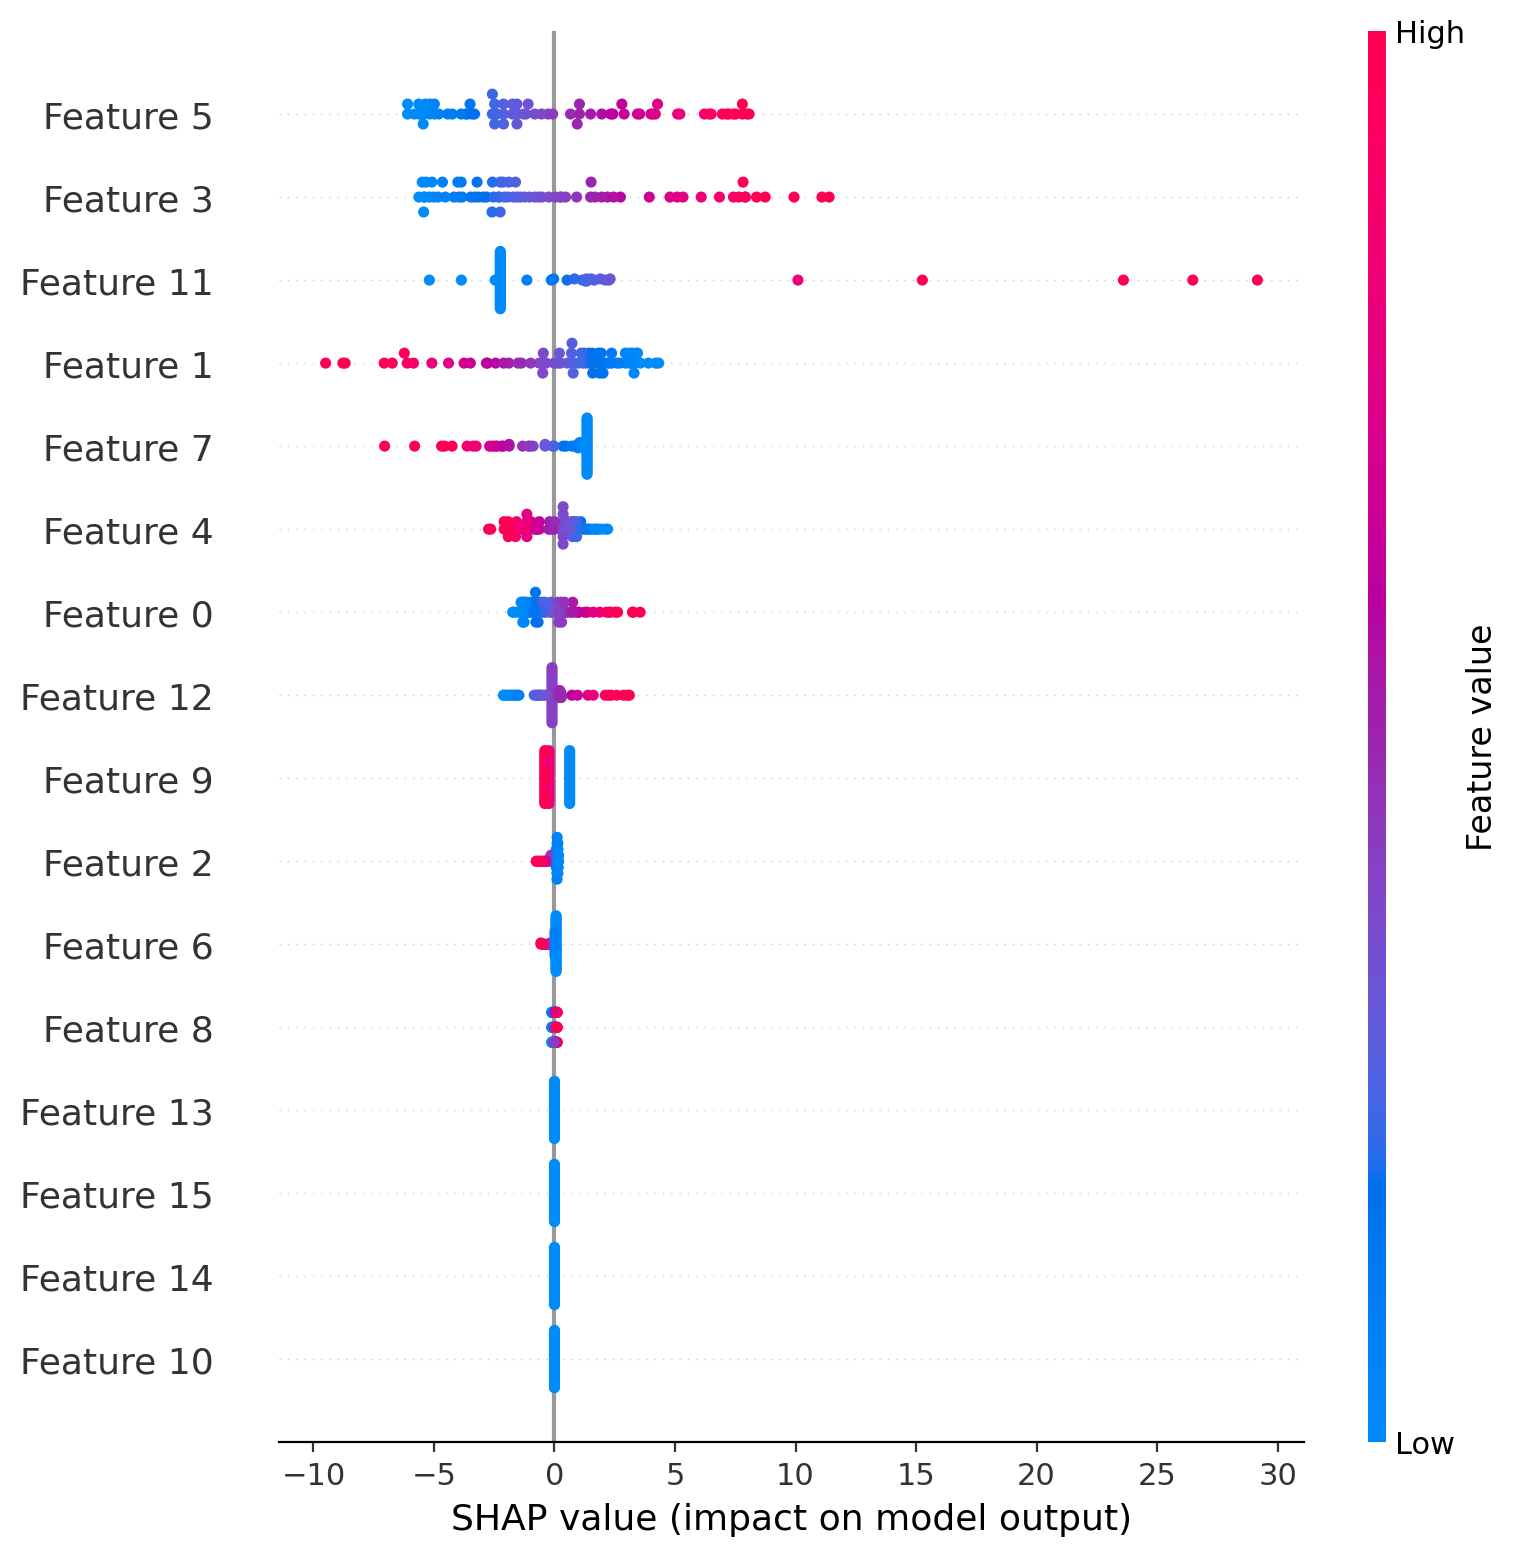 High
Feature 5
Feature 3
Feature 11
Feature 1
Feature 7
Feature 4
Feature 0
Feature 12
Feature 9
Feature 2
Feature 6
Feature 8
Feature 13
Feature 15
Feature 14
Feature 10
Feature value
Low
−10 −5 0 5 10 15 20 25 30
SHAP value (impact on model output)